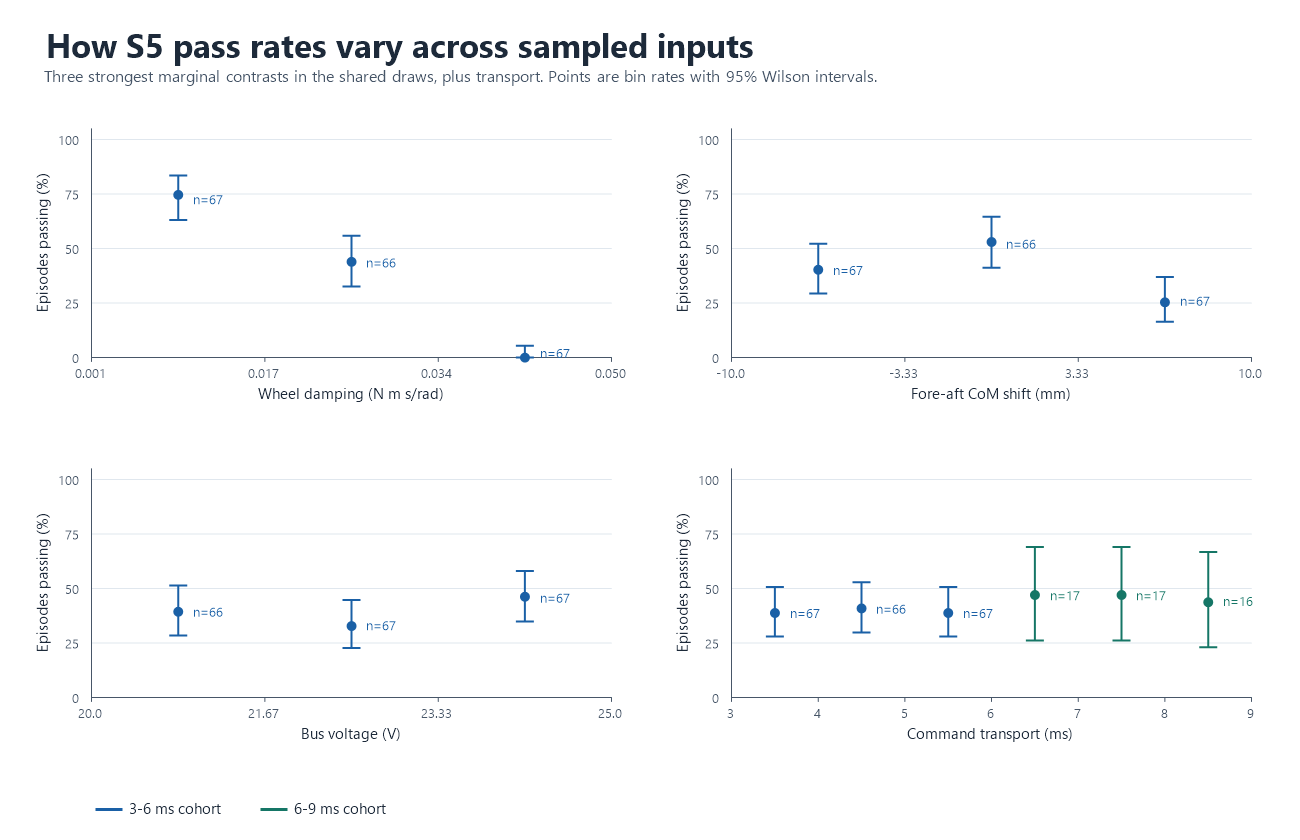 How S5 pass rates vary across sampled inputs
Three strongest marginal contrasts in the shared draws, plus transport. Points are bin rates with 95% Wilson intervals.
Episodes passing (%)
100
75
50
25
0
n=67
n=66
n=67
0.001
0.017
0.034
0.050
Wheel damping (N m s/rad)
Episodes passing (%)
100
75
50
25
0
n=67
n=66
n=67
-10.0
-3.33
3.33
10.0
Fore-aft CoM shift (mm)
Episodes passing (%)
100
75
50
25
0
n=66
n=67
n=67
20.0
21.67
23.33
25.0
Bus voltage (V)
Episodes passing (%)
100
75
50
25
0
n=67
n=66
n=67
n=17
n=17
n=16
3
4
5
6
7
8
9
Command transport (ms)
3-6 ms cohort
6-9 ms cohort